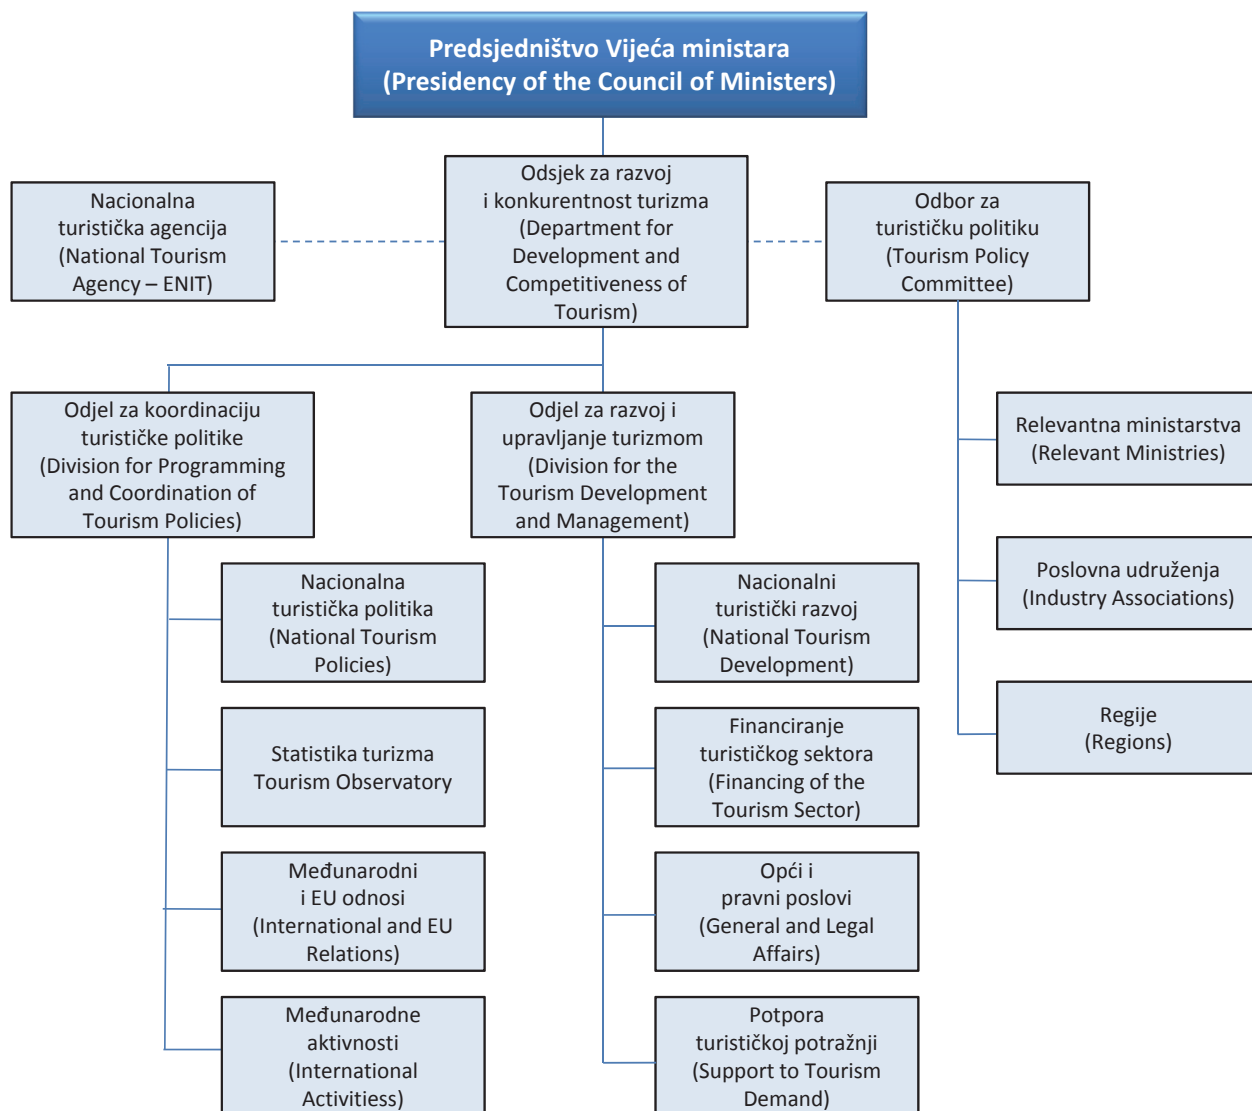 Predsjedništvo Vijeća ministara
(Presidency of the Council of Ministers)
Nacionalna
turistička agencija
(National Tourism
Agency – ENIT)
Odsjek za razvoj
i konkurentnost turizma
(Department for
Development and
Competitiveness of
Tourism)
Odbor za
turističku politiku
(Tourism Policy
Committee)
Odjel za koordinaciju
turističke politike
(Division for Programming
and Coordination of
Tourism Policies)
Odjel za razvoj i
upravljanje turizmom
(Division for the
Tourism Development
and Management)
Relevantna ministarstva
(Relevant Ministries)
Poslovna udruženja
(Industry Associations)
Regije
(Regions)
Nacionalna
turistička politika
(National Tourism
Policies)
Statistika turizma
Tourism Observatory
Međunarodni
i EU odnosi
(International and EU
Relations)
Međunarodne
aktivnosti
(International
Activitiess)
Nacionalni
turistički razvoj
(National Tourism
Development)
Financiranje
turističkog sektora
(Financing of the
Tourism Sector)
Opći i
pravni poslovi
(General and Legal
Affairs)
Potpora
turističkoj potražnji
(Support to Tourism
Demand)